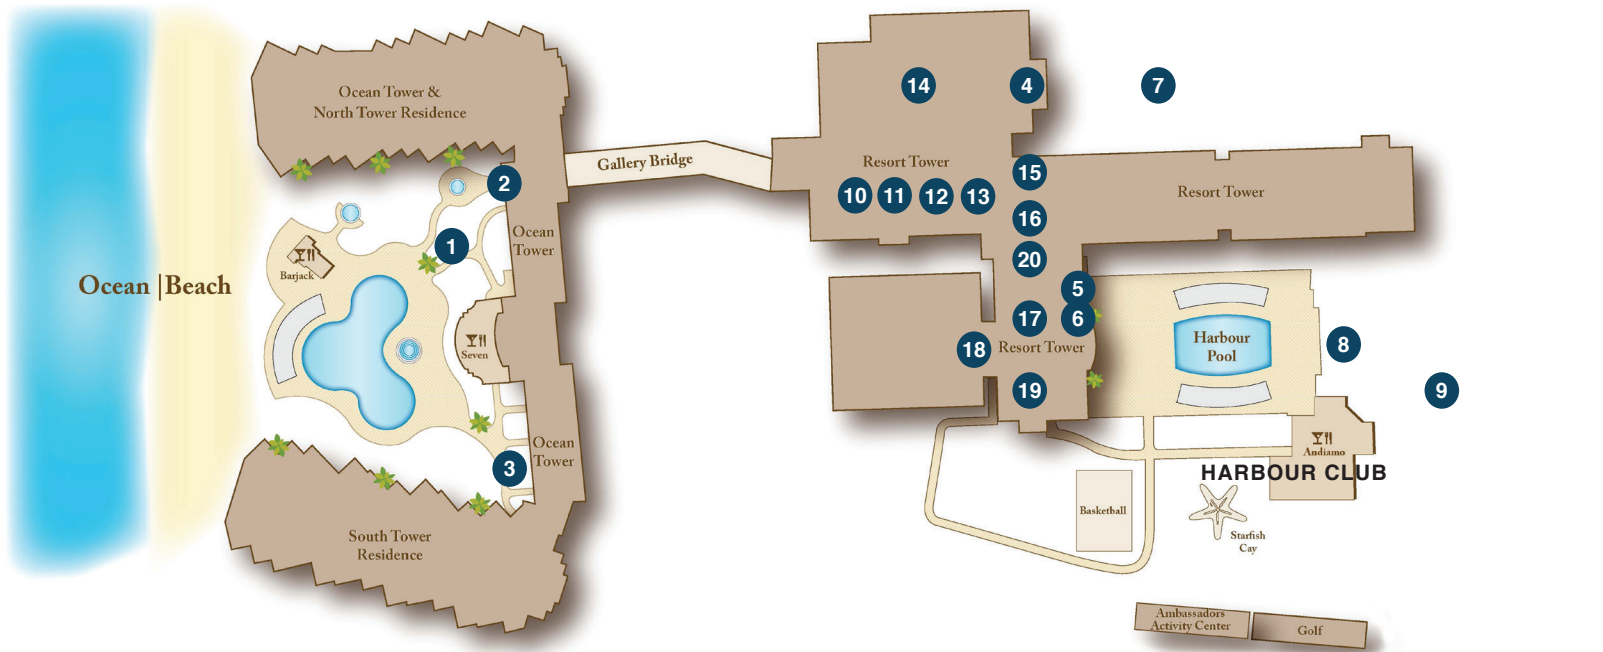 Ocean Tower &
North Tower Residence
2
1
Barjack
Ocean | Beach
Ocean
Tower
Seven
Ocean
Tower
3
South Tower
Residence
Gallery Bridge
14
4
7
Resort Tower
10 11 12 13
15
16
20
Resort Tower
5
17 6
18 Resort Tower
19
Harbour
Pool
8
9
Andiamo
HARBOUR CLUB
Basketball
Starfish
Cay
Ambassadors
Activity Center
Golf